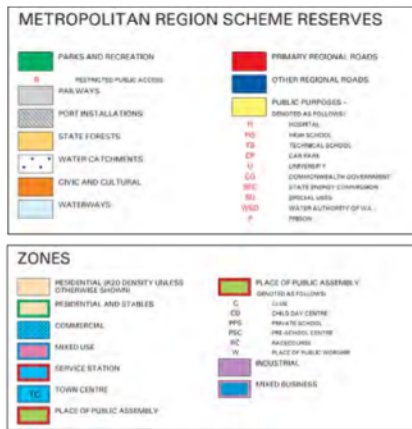 METROPOLITAN REGION SCHEME RESERVES
PARKS AND RECREATION
R RESTRICTED PUBLIC ACCESS
RAILWAYS
PORT INSTALLATIONS
STATE FORESTS
WATER CATCHMENTS
CIVIC AND CULTURAL
WATERWAYS
PRIMARY REGIONAL ROADS
OTHER REGIONAL ROADS
PUBLIC PURPOSES -
DENOTED AS FOLLOWS:
H HOSPITAL
HS HIGH SCHOOL
TS TECHNICAL SCHOOL
CP CAR PARK
U UNIVERSITY
CG COMMONWEALTH GOVERNMENT
SEC STATE ENERGY COMMISSION
SU SPECIAL USES
WSD WATER AUTHORITY OF WA
P PRISON
ZONES
RESIDENTIAL (R20 DENSITY UNLESS
OTHERWISE SHOWN)
RESIDENTIAL AND STABLES
COMMERCIAL
MIXED USE
SERVICE STATION
TC TOWN CENTRE
PLACE OF PUBLIC ASSEMBLY
PLACE OF PUBLIC ASSEMBLY
DENOTED AS FOLLOWS:
C CLUB
CD CHILD DAY CENTRE
PPS PRIVATE SCHOOL
PSC PRE-SCHOOL CENTRE
RC RACECOURSE
W PLACE OF PUBLIC WORSHIP
INDUSTRIAL
MIXED BUSINESS